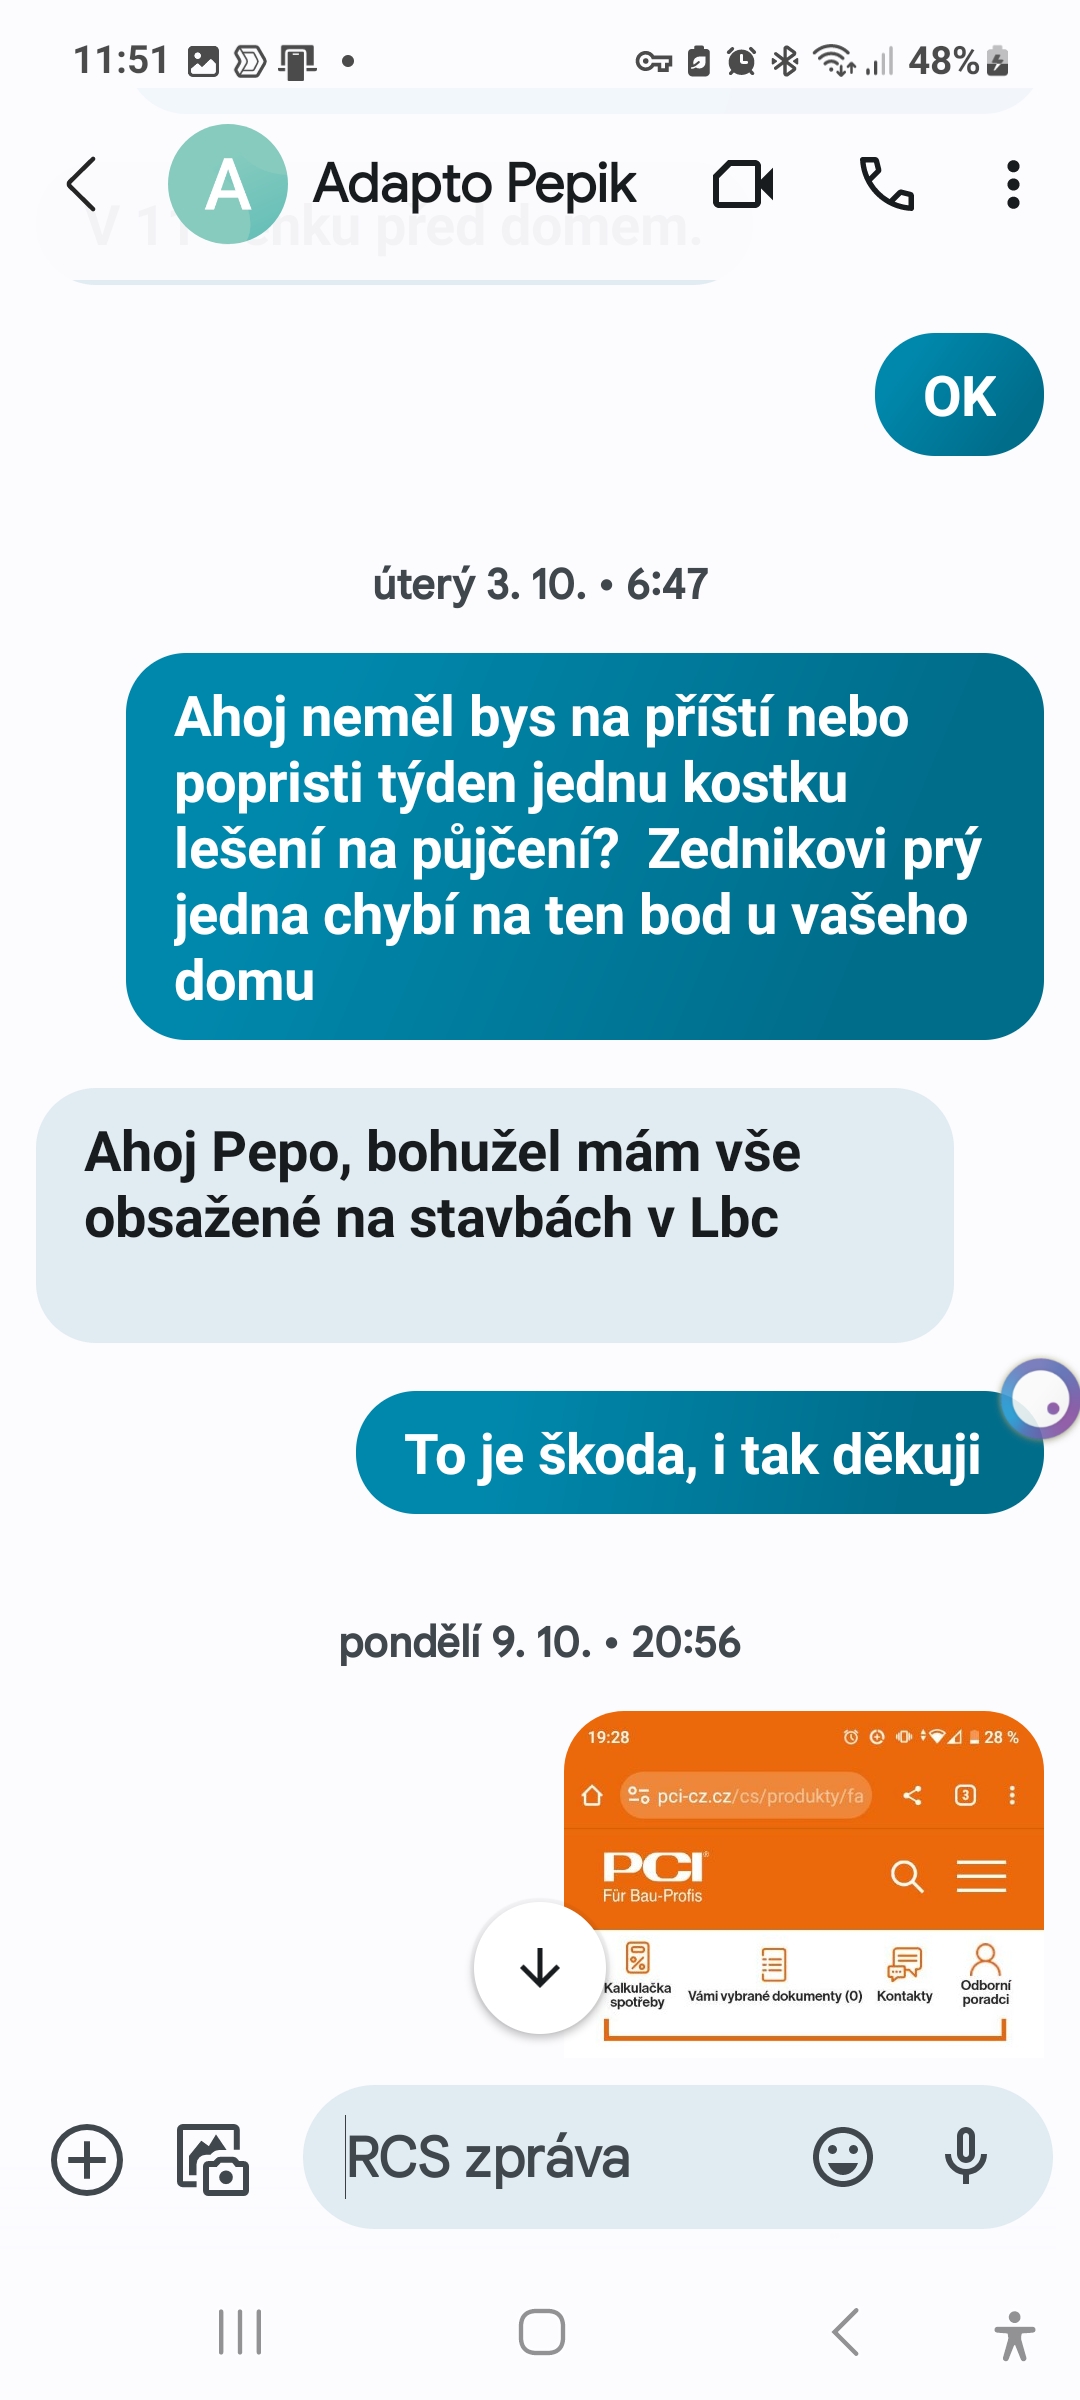 11:51
48%
A
Adapto Pepik
pred domem.
OK
úterý 3. 10. • 6:47
Ahoj neměl bys na příští nebo
popristi týden jednu kostku
lešení na půjčení?  Zednikovi prý
jedna chybí na ten bod u vašeho
domu
Ahoj Pepo, bohužel mám vše
obsažené na stavbách v Lbc
To je škoda, i tak děkuji
pondělí 9. 10. • 20:56
19:28
28 %
pci-cz.cz/cs/produkty/fa
3
PCI®
Für Bau-Profis
Kalkulačka
spotřeby
Vámi vybrané dokumenty (0)
Kontakty
Odborní
poradci
RCS zpráva